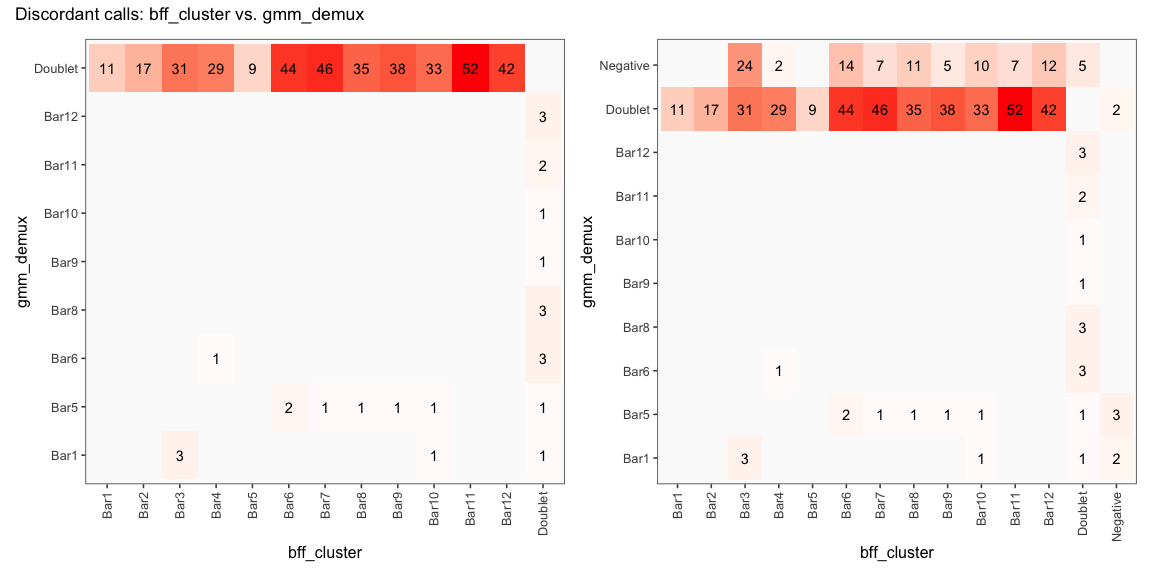 Discordant calls: bff_cluster vs. gmm_demux
gmm_demux
Doublet 11 17 31 29 9 44 46 35 38 33 52 42
Bar12 3
Bar11 2
Bar10 1
Bar9 1
Bar8 3
Bar6 1 3
Bar5 2 1 1 1 1 1
Bar1 3 1 1
Bar1 Bar2 Bar3 Bar4 Bar5 Bar6 Bar7 Bar8 Bar9 Bar10 Bar11 Bar12 Doublet
bff_cluster
gmm_demux
Negative 24 2 14 7 11 5 10 7 12 5
Doublet 11 17 31 29 9 44 46 35 38 33 52 42 2
Bar12 3
Bar11 2
Bar10 1
Bar9 1
Bar8 3
Bar6 1 3
Bar5 2 1 1 1 1 1 3
Bar1 3 1 1 2
Bar1 Bar2 Bar3 Bar4 Bar5 Bar6 Bar7 Bar8 Bar9 Bar10 Bar11 Bar12 Doublet Negative
bff_cluster